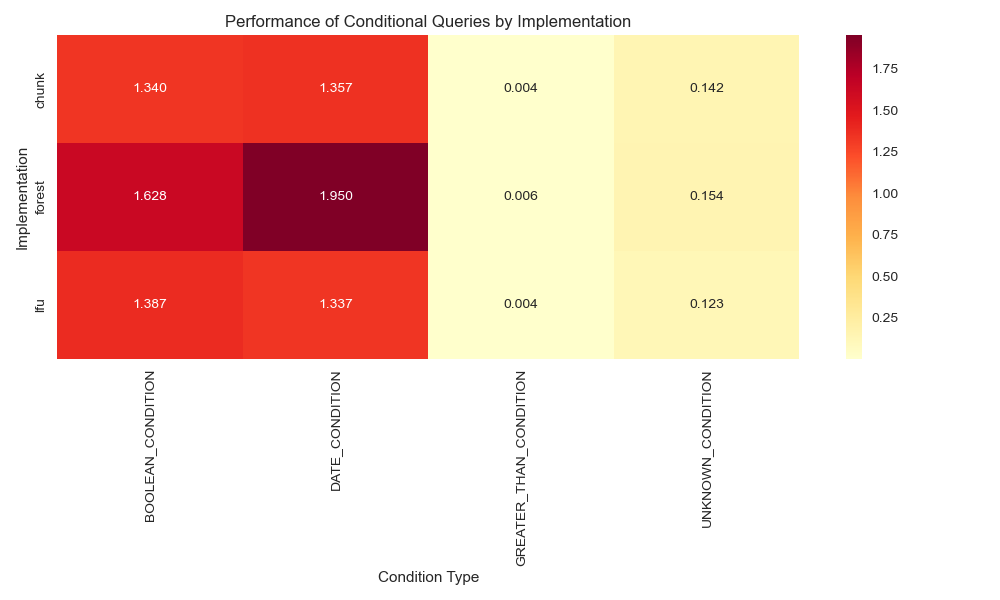 Performance of Conditional Queries by Implementation
Implementation
chunk
1.340 1.357 0.004 0.142
forest
1.628 1.950 0.006 0.154
lfu
1.387 1.337 0.004 0.123
BOOLEAN_CONDITION
DATE_CONDITION
GREATER_THAN_CONDITION
UNKNOWN_CONDITION
Condition Type
1.75
1.50
1.25
1.00
0.75
0.50
0.25